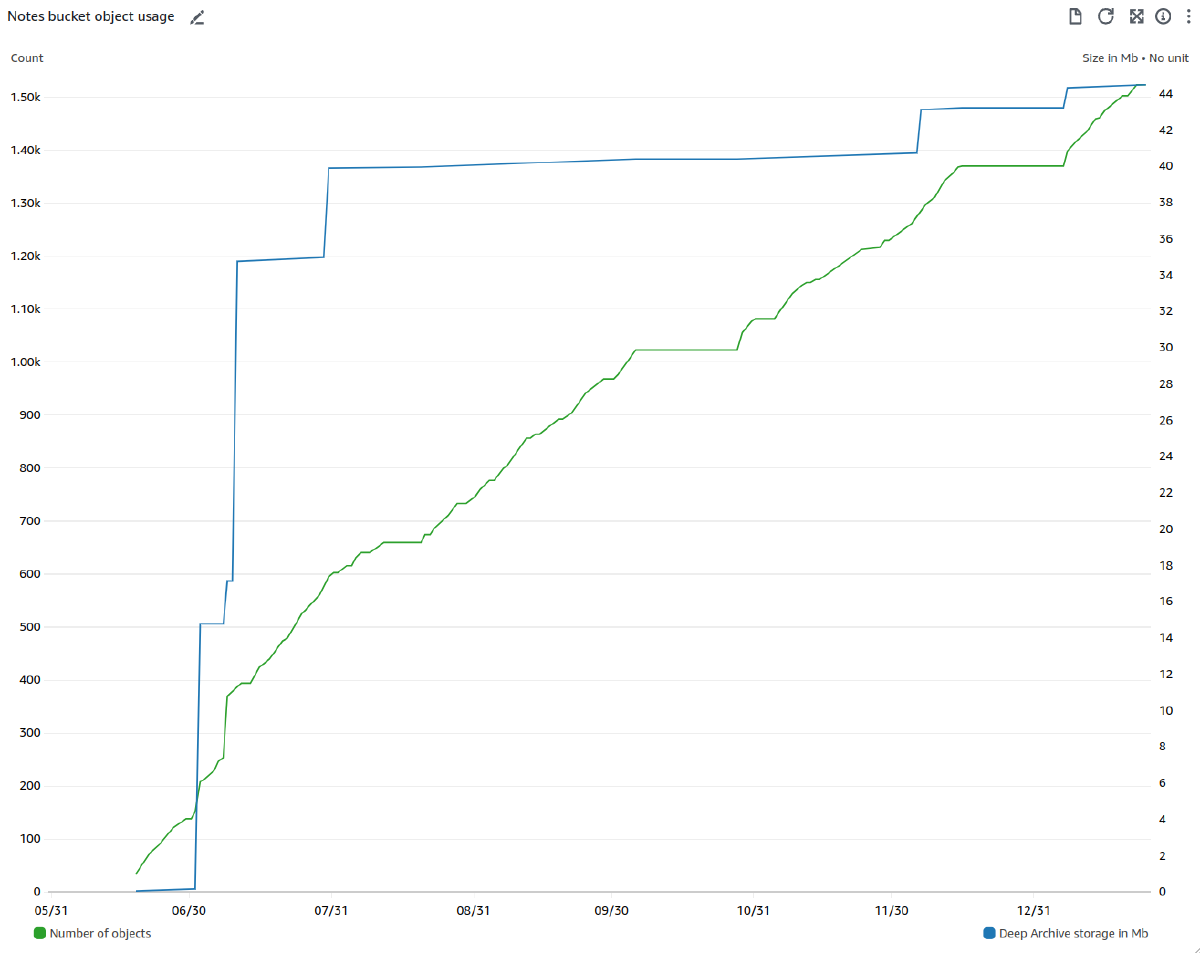 Notes bucket object usage
Count
Size in Mb • No unit
1.50k
1.40k
1.30k
1.20k
1.10k
1.00k
900
800
700
600
500
400
300
200
100
0
44
42
40
38
36
34
32
30
28
26
24
22
20
18
16
14
12
10
8
6
4
2
0
05/31 06/30 07/31 08/31 09/30 10/31 11/30 12/31
Number of objects
Deep Archive storage in Mb